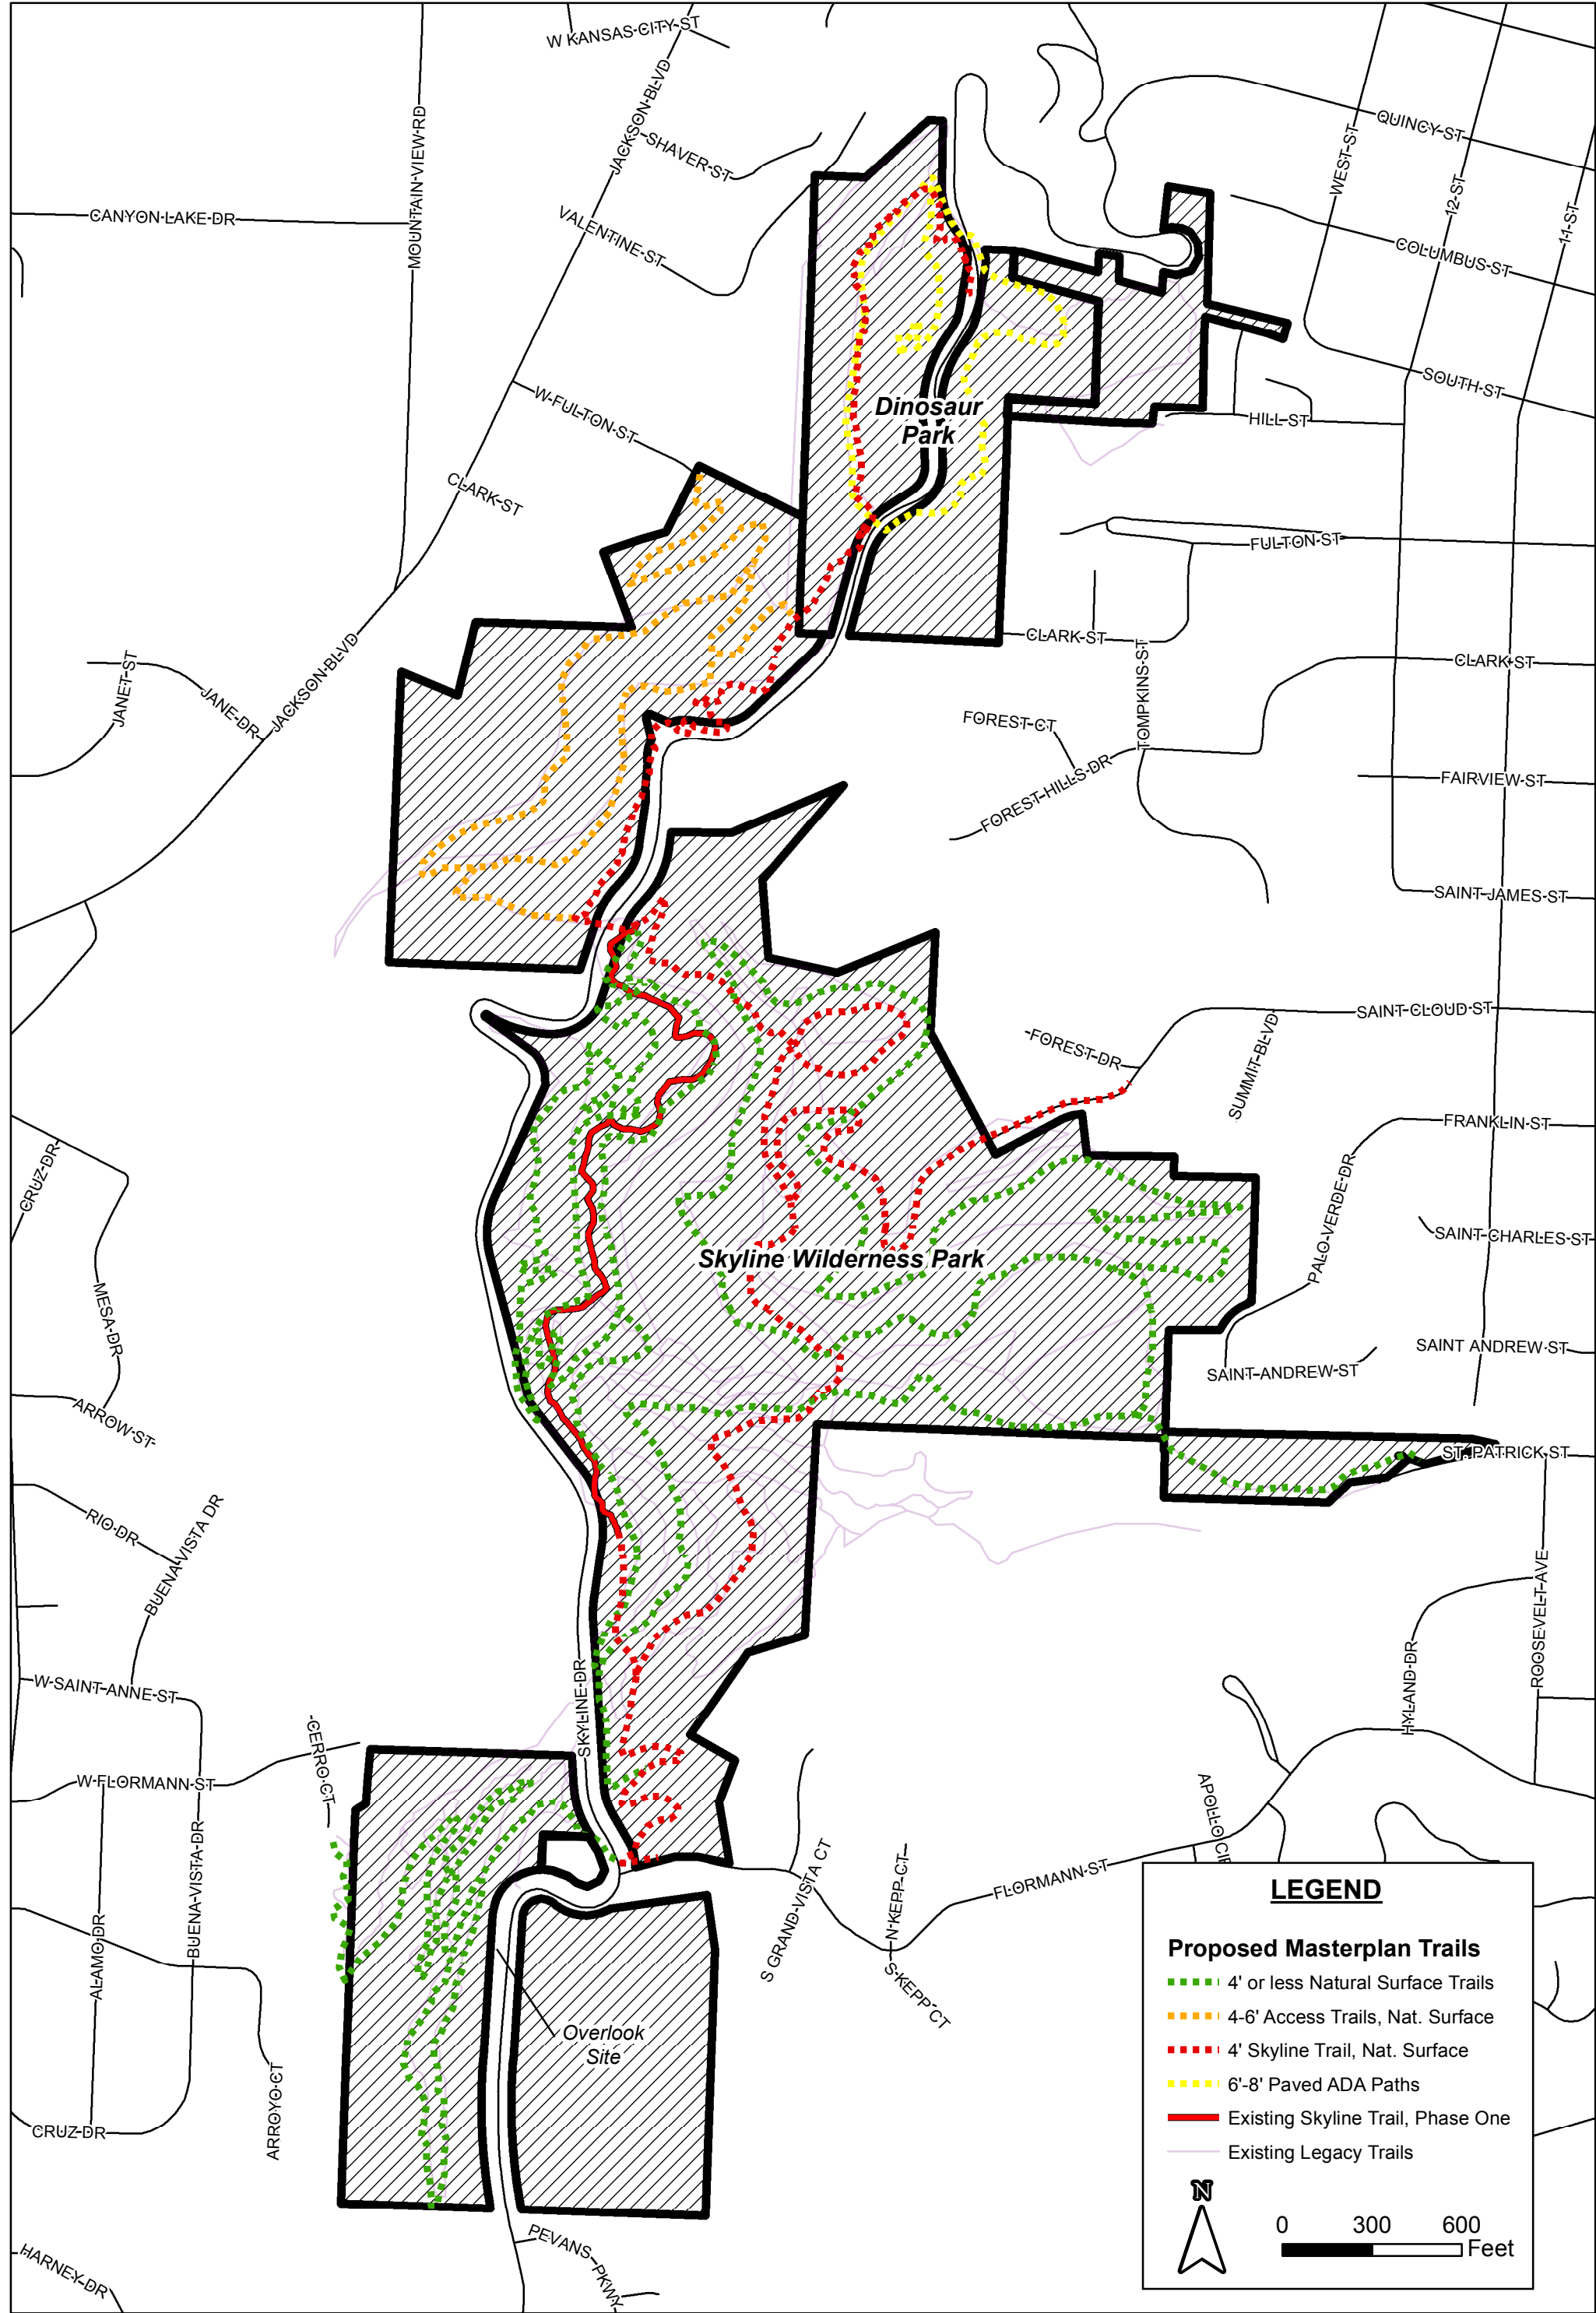 W KANSAS CITY ST
JACKSON BLVD
MOUNTAIN VIEW RD
SHAVER ST
QUINCY ST
WEST ST
12 ST
11 ST
CANYON LAKE DR
VALENTINE ST
COLUMBUS ST
SOUTH ST
W FULTON ST
Dinosaur
Park
HILL ST
CLARK ST
FULTON ST
CLARK ST
TOMPKINS ST
CLARK ST
JANET ST
JANE DR
JACKSON BLVD
FOREST CT
FOREST HILLS DR
FAIRVIEW ST
SAINT JAMES ST
SAINT CLOUD ST
FOREST DR
SUMMIT BLVD
FRANKLIN ST
CRUZ DR
PALO VERDE DR
SAINT CHARLES ST
Skyline Wilderness Park
MESA DR
SAINT ANDREW ST
SAINT ANDREW ST
ARROW ST
ST. PATRICK ST
RIO DR
BUENA VISTA DR
ROOSEVELT AVE
HYLAND DR
W SAINT ANNE ST
SKYLINE DR
CERRO CT
W FLORMANN ST
APOLLO CIR
BUENA VISTA DR
S GRAND VISTA CT
N KEPP CT
FLORMANN ST
ALAMO DR
S KEPP CT
Overlook
Site
ARROYO CT
CRUZ DR
PEVANS PKWY
HARNEY DR
LEGEND
Proposed Masterplan Trails
4' or less Natural Surface Trails
4-6' Access Trails, Nat. Surface
4' Skyline Trail, Nat. Surface
6'-8' Paved ADA Paths
Existing Skyline Trail, Phase One
Existing Legacy Trails
N
0 300 600
Feet